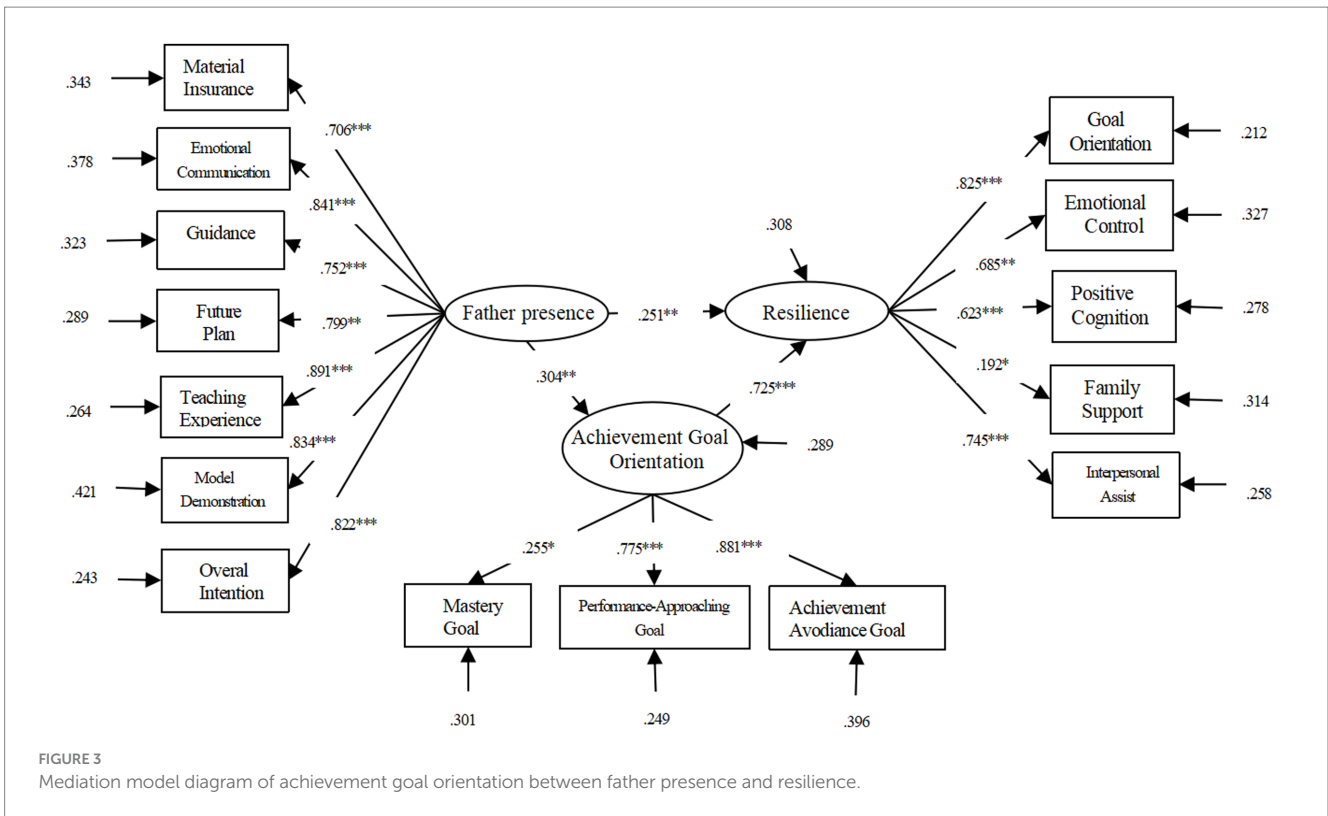 Material
Insurance
.343
.706***
Emotional
Communication
.378
.841***
Guidance
.323
.752***
Future
Plan
.289
.799**
.891***
Teaching
Experience
.264
.834***
Model
Demonstration
.421
.822***
Overal
Intention
.243
Father presence
.251**
.308
Resilience
.304**
.725***
Achievement Goal
Orientation
.289
.255*
.775***
.881***
Mastery
Goal
Performance-Approaching
Goal
Achievement
Avodiance Goal
.301
.249
.396
Goal
Orientation
.212
.825***
Emotional
Control
.327
.685**
Positive
Cognition
.278
.623***
.192*
Family
Support
.314
.745***
Interpersonal
Assist
.258
FIGURE 3
Mediation model diagram of achievement goal orientation between father presence and resilience.